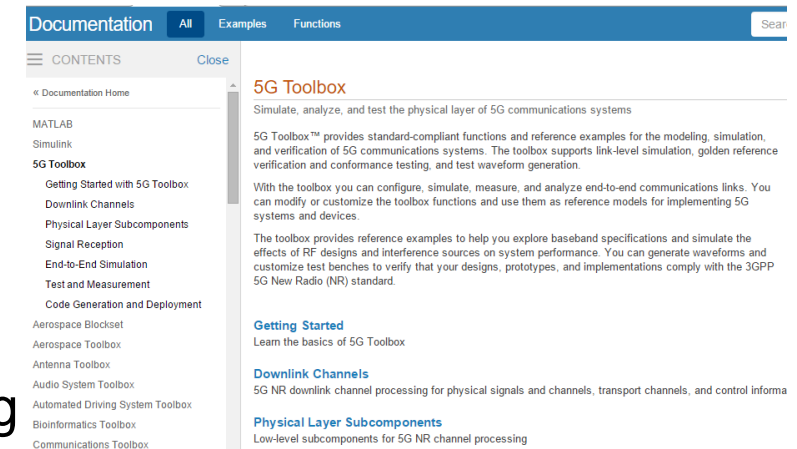 Documentation All Examples Functions Sear
CONTENTS Close
« Documentation Home
MATLAB
Simulink
5G Toolbox
Getting Started with 5G Toolbox
Downlink Channels
Physical Layer Subcomponents
Signal Reception
End-to-End Simulation
Test and Measurement
Code Generation and Deployment
Aerospace Blockset
Aerospace Toolbox
Antenna Toolbox
Audio System Toolbox
Automated Driving System Toolbox
Bioinformatics Toolbox
Communications Toolbox
g
5G Toolbox
Simulate, analyze, and test the physical layer of 5G communications systems
5G Toolbox™ provides standard-compliant functions and reference examples for the modeling, simulation,
and verification of 5G communications systems. The toolbox supports link-level simulation, golden reference
verification and conformance testing, and test waveform generation.
With the toolbox you can configure, simulate, measure, and analyze end-to-end communications links. You
can modify or customize the toolbox functions and use them as reference models for implementing 5G
systems and devices.
The toolbox provides reference examples to help you explore baseband specifications and simulate the
effects of RF designs and interference sources on system performance. You can generate waveforms and
customize test benches to verify that your designs, prototypes, and implementations comply with the 3GPP
5G New Radio (NR) standard.
Getting Started
Learn the basics of 5G Toolbox
Downlink Channels
5G NR downlink channel processing for physical signals and channels, transport channels, and control informa
Physical Layer Subcomponents
Low-level subcomponents for 5G NR channel processing